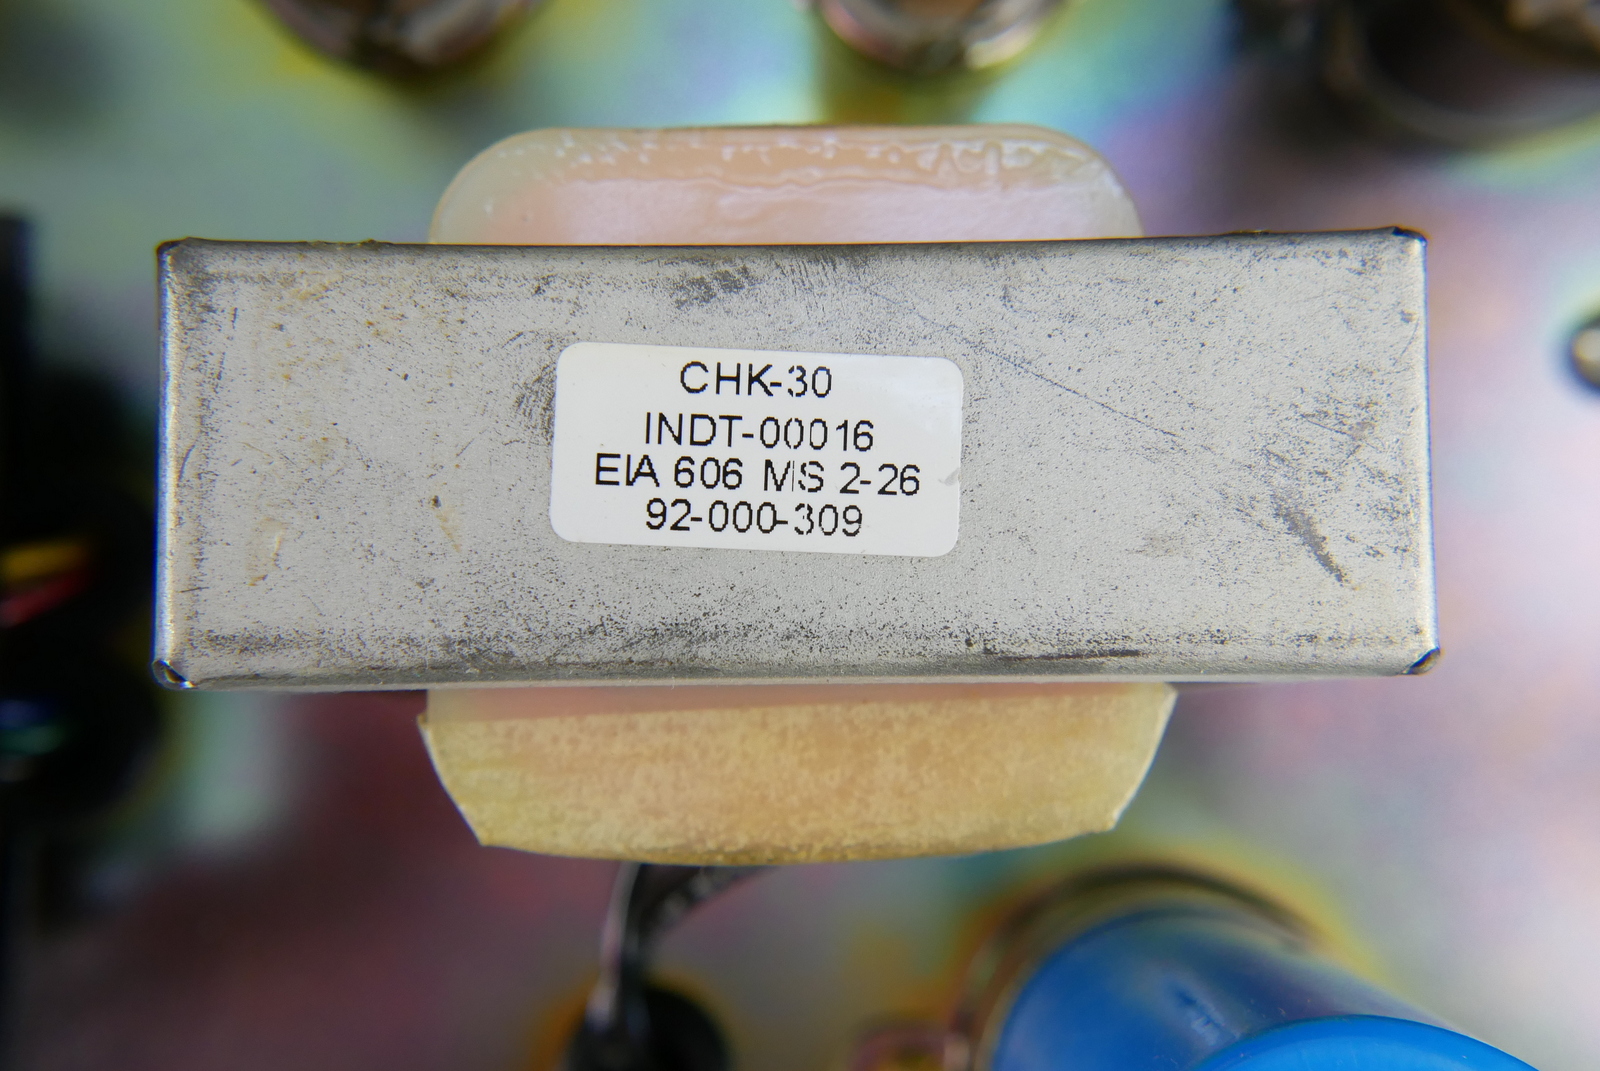 CHK-30
INDT-00016
EIA 606 MS 2-26
92-000-309